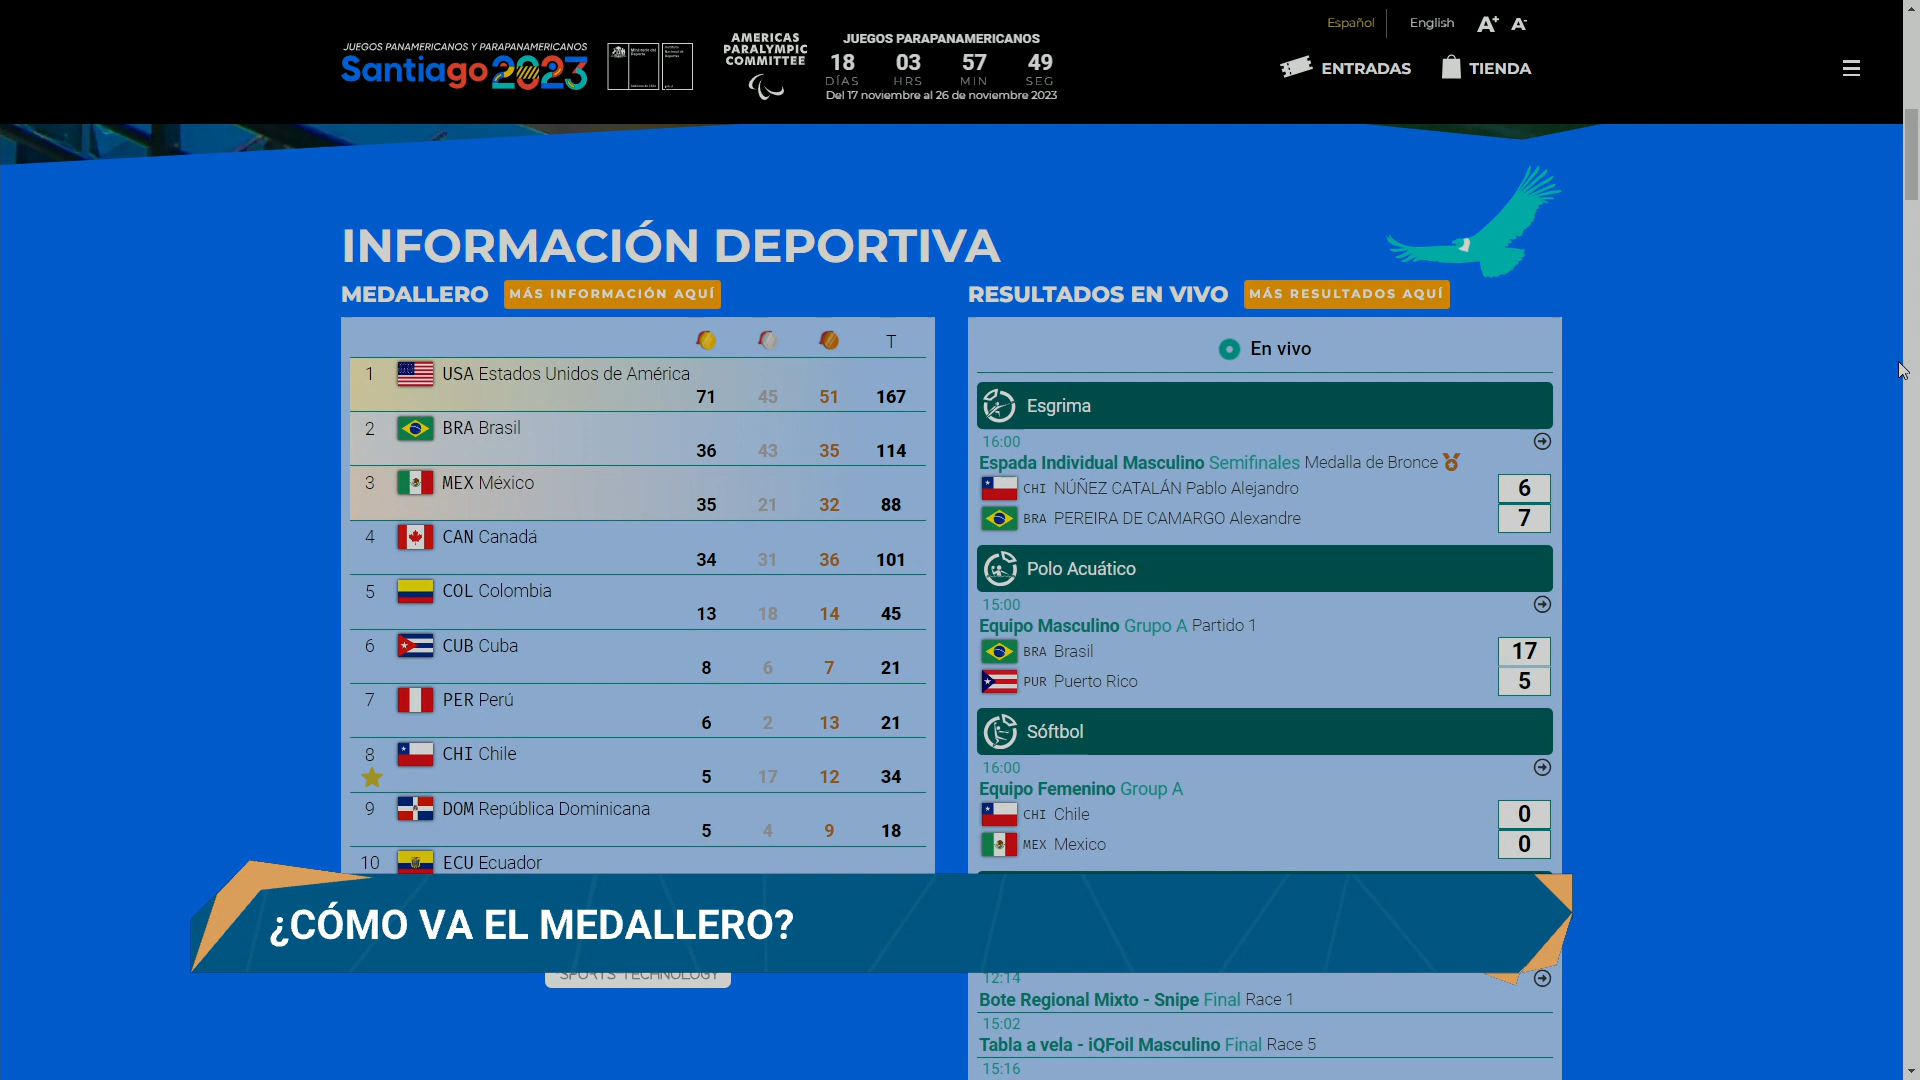 JUEGOS PANAMERICANOS Y PARAPANAMERICANOS
Santiago 2023
AMERICAS
PARALYMPIC
COMMITTEE
JUEGOS PARAPANAMERICANOS
18 03 57 49
DÍAS HRS MIN SEG
Del 17 noviembre al 26 de noviembre 2023
Español English A+ A-
ENTRADAS TIENDA
INFORMACIÓN DEPORTIVA
MEDALLERO MÁS INFORMACIÓN AQUÍ
T
1 USA Estados Unidos de América
71 45 51 167
2 BRA Brasil
36 43 35 114
3 MEX México
35 21 32 88
4 CAN Canadá
34 31 36 101
5 COL Colombia
13 18 14 45
6 CUB Cuba
8 6 7 21
7 PER Perú
6 2 13 21
8 CHI Chile
5 17 12 34
9 DOM República Dominicana
5 4 9 18
10 ECU Ecuador
RESULTADOS EN VIVO MÁS RESULTADOS AQUÍ
En vivo
Esgrima
16:00
Espada Individual Masculino Semifinales Medalla de Bronce
CHI NÚÑEZ CATALÁN Pablo Alejandro 6
BRA PEREIRA DE CAMARGO Alexandre 7
Polo Acuático
15:00
Equipo Masculino Grupo A Partido 1
BRA Brasil 17
PUR Puerto Rico 5
Sóftbol
16:00
Equipo Femenino Group A
CHI Chile 0
MEX Mexico 0
¿CÓMO VA EL MEDALLERO?
SPORTS TECHNOLOGY
12:14
Bote Regional Mixto - Snipe Final Race 1
15:02
Tabla a vela - iQFoil Masculino Final Race 5
15:16